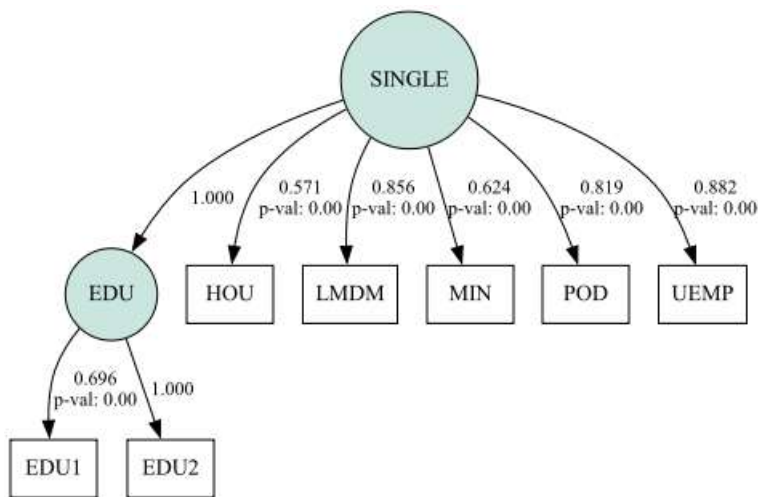 SINGLE
1.000
0.571
p-val: 0.00
0.856
p-val: 0.00
0.624
p-val: 0.00
0.819
p-val: 0.00
0.882
p-val: 0.00
EDU
HOU
LMDM
MIN
POD
UEMP
0.696
p-val: 0.00
1.000
EDU1
EDU2